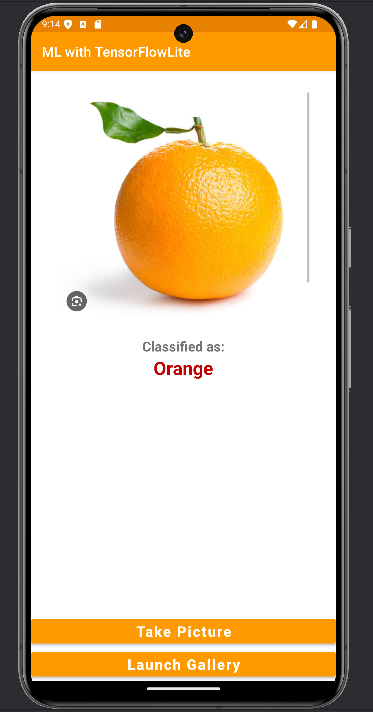 9:14
ML with TensorFlowLite
Classified as:
Orange
Take Picture
Launch Gallery